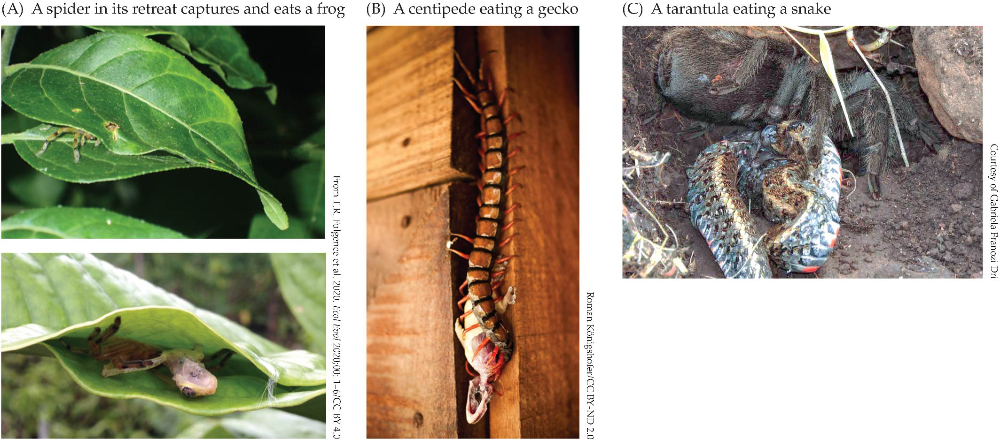 (A) A spider in its retreat captures and eats a frog
(B) A centipede eating a gecko
(C) A tarantula eating a snake
From T.R. Fulgence et al. 2020. Ecol Evol 2020;00: 1–6/CC BY 4.0
Roman Königshofer/CC BY-ND 2.0
Courtesy of Gabriela Franozi Dri